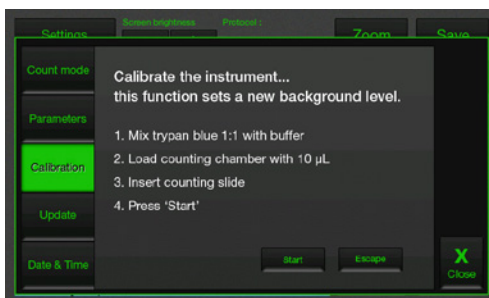 Settings
Screen brightness
Protocol :
Zoom
Save
Count mode
Parameters
Calibration
Update
Date & Time
Calibrate the instrument...
this function sets a new background level.
1. Mix trypan blue 1:1 with buffer
2. Load counting chamber with 10 µL
3. Insert counting slide
4. Press ‘Start’
Start
Escape
X
Close